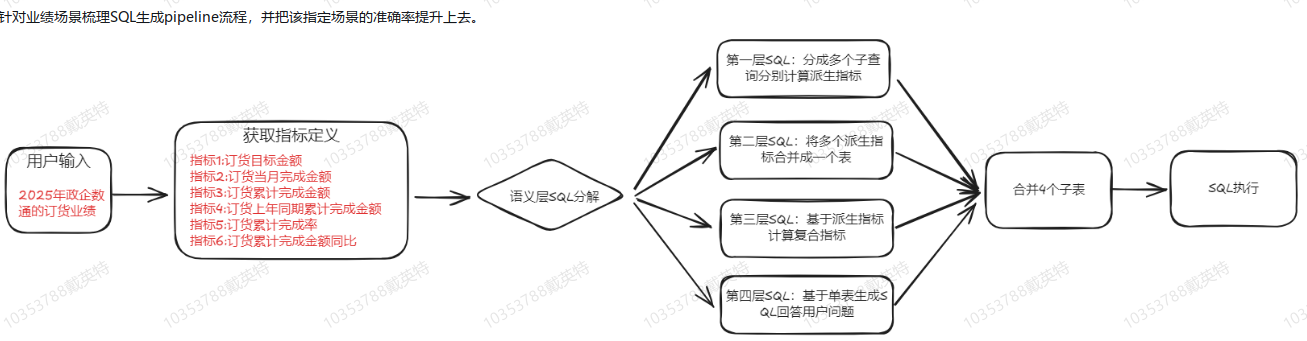 针对业绩场景梳理SQL生成pipeline流程，并把该指定场景的准确率提升上去。
用户输入
2025年政企数
通的订货业绩
获取指标定义
指标1:订货目标金额
指标2:订货当月完成金额
指标3:订货累计完成金额
指标4:订货上年同期累计完成金额
指标5:订货累计完成率
指标6:订货累计完成金额同比
语义层SQL分解
第一层SQL：分成多个子查
询分别计算派生指标
第二层SQL：将多个派生指
标合并成一个表
第三层SQL：基于派生指标
计算复合指标
第四层SQL：基于单表生成S
QL回答用户问题
合并4个子表
SQL执行
10353788戴英特